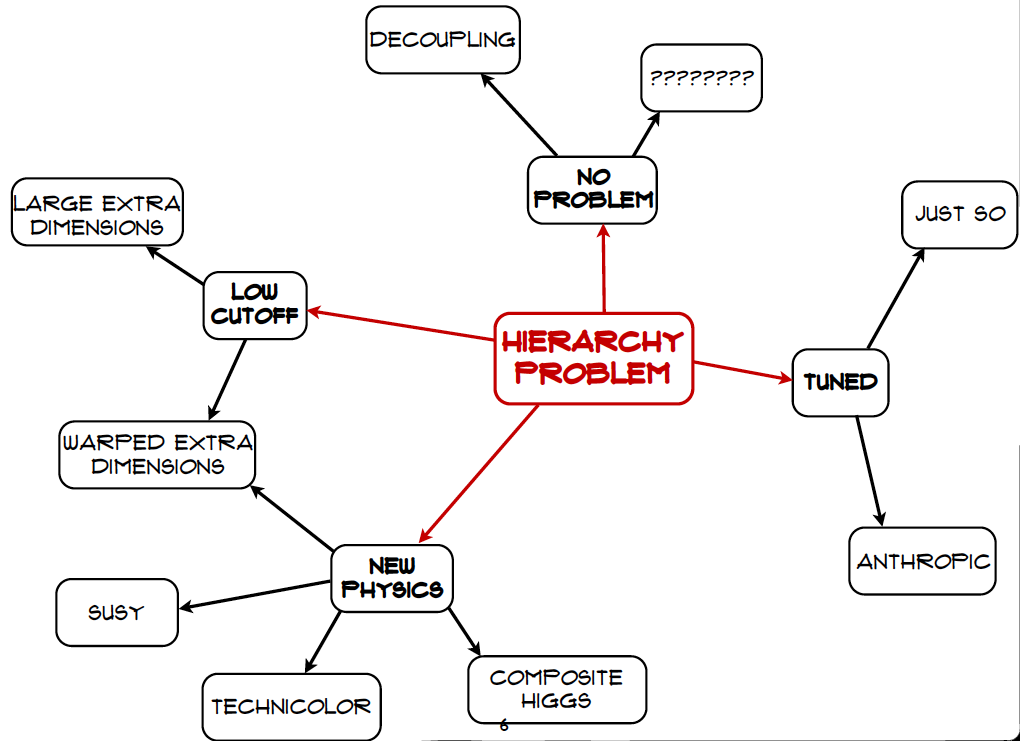 DECOUPLING
????????
NO
PROBLEM
LARGE EXTRA
DIMENSIONS
JUST SO
LOW
CUTOFF
HIERARCHY
PROBLEM
TUNED
WARPED EXTRA
DIMENSIONS
ANTHROPIC
NEW
PHYSICS
SUSY
COMPOSITE
HIGGS
TECHNICOLOR
6